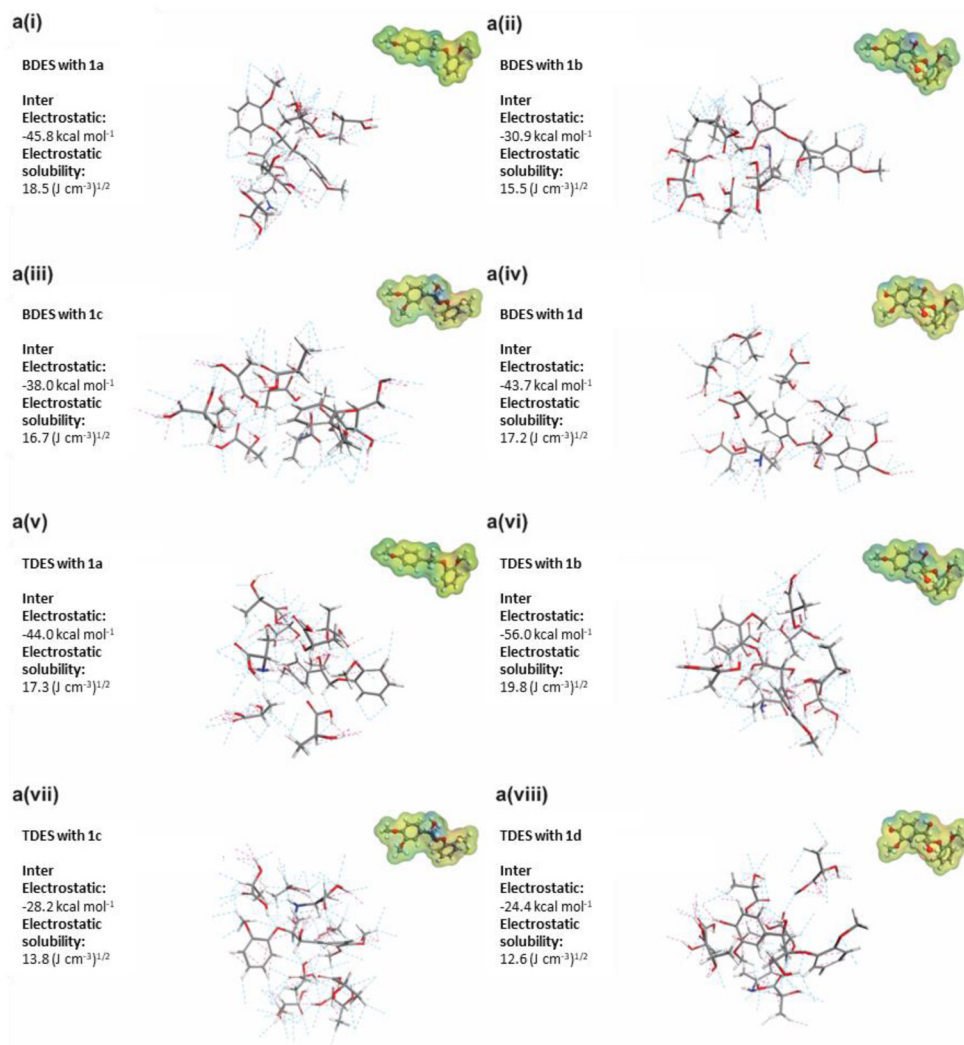 a(i)
BDES with 1a
Inter
Electrostatic:
-45.8 kcal mol⁻¹
Electrostatic
solubility:
18.5 (J cm⁻³)¹/²
a(ii)
BDES with 1b
Inter
Electrostatic:
-30.9 kcal mol⁻¹
Electrostatic
solubility:
15.5 (J cm⁻³)¹/²
a(iii)
BDES with 1c
Inter
Electrostatic:
-38.0 kcal mol⁻¹
Electrostatic
solubility:
16.7 (J cm⁻³)¹/²
a(iv)
BDES with 1d
Inter
Electrostatic:
-43.7 kcal mol⁻¹
Electrostatic
solubility:
17.2 (J cm⁻³)¹/²
a(v)
TDES with 1a
Inter
Electrostatic:
-44.0 kcal mol⁻¹
Electrostatic
solubility:
17.3 (J cm⁻³)¹/²
a(vi)
TDES with 1b
Inter
Electrostatic:
-56.0 kcal mol⁻¹
Electrostatic
solubility:
19.8 (J cm⁻³)¹/²
a(vii)
TDES with 1c
Inter
Electrostatic:
-28.2 kcal mol⁻¹
Electrostatic
solubility:
13.8 (J cm⁻³)¹/²
a(viii)
TDES with 1d
Inter
Electrostatic:
-24.4 kcal mol⁻¹
Electrostatic
solubility:
12.6 (J cm⁻³)¹/²